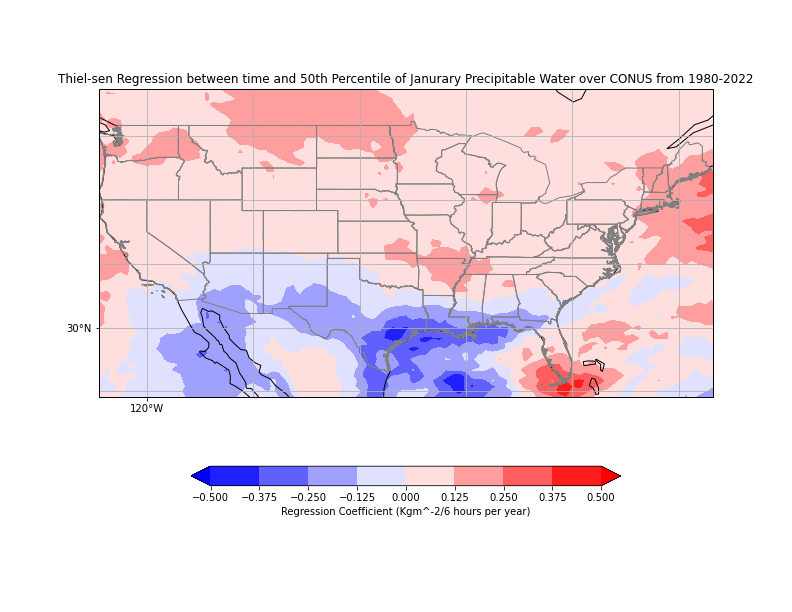 Thiel-sen Regression between time and 50th Percentile of Janurary Precipitable Water over CONUS from 1980-2022
30°N
120°W
−0.500 −0.375 −0.250 −0.125 0.000 0.125 0.250 0.375 0.500
Regression Coefficient (Kgm^-2/6 hours per year)